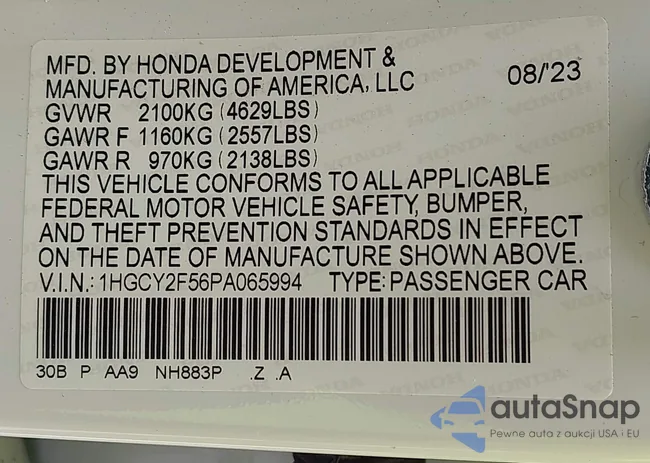 MFD. BY HONDA DEVELOPMENT &
MANUFACTURING OF AMERICA, LLC 08/'23
GVWR 2100KG (4629LBS)
GAWR F 1160KG (2557LBS)
GAWR R 970KG (2138LBS)
THIS VEHICLE CONFORMS TO ALL APPLICABLE
FEDERAL MOTOR VEHICLE SAFETY, BUMPER,
AND THEFT PREVENTION STANDARDS IN EFFECT
ON THE DATE OF MANUFACTURE SHOWN ABOVE.
V.I.N.: 1HGCY2F56PA065994 TYPE: PASSENGER CAR
30B P AA9 NH883P .Z .A
autaSnap
Pewne auta z aukcji USA i EU